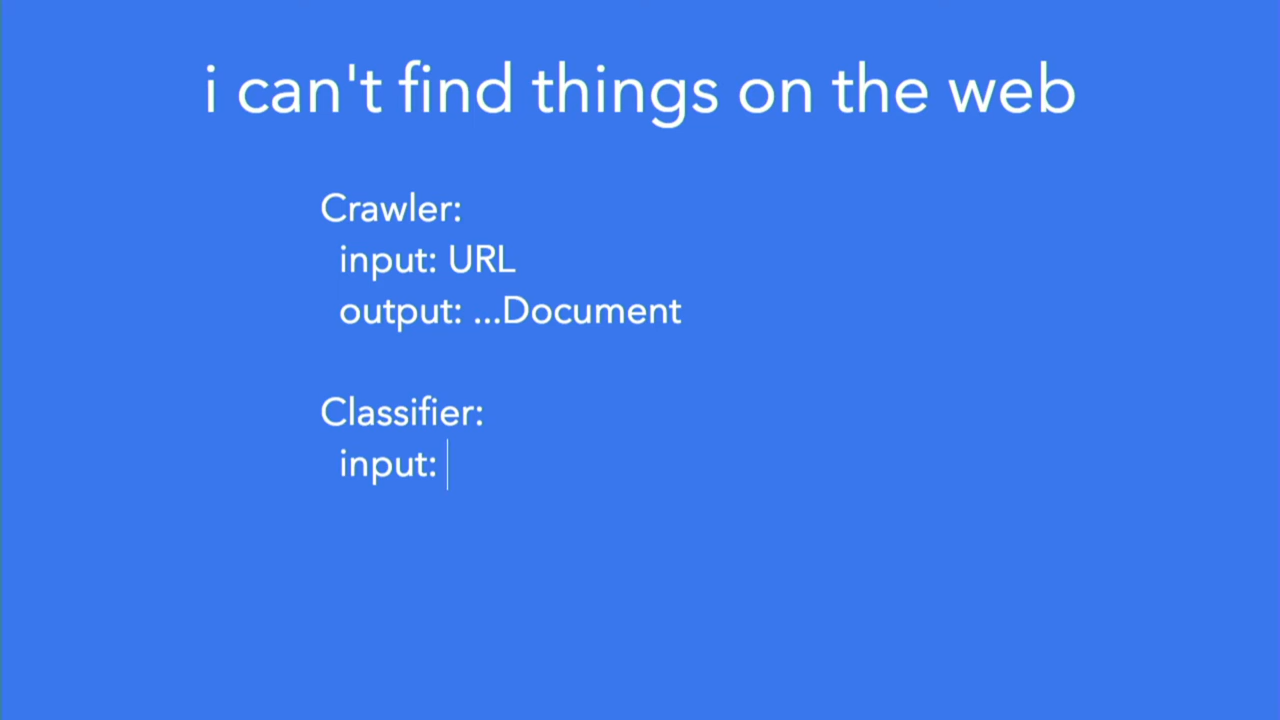 i can't find things on the web
Crawler:
input: URL
output: ...Document
Classifier:
input: